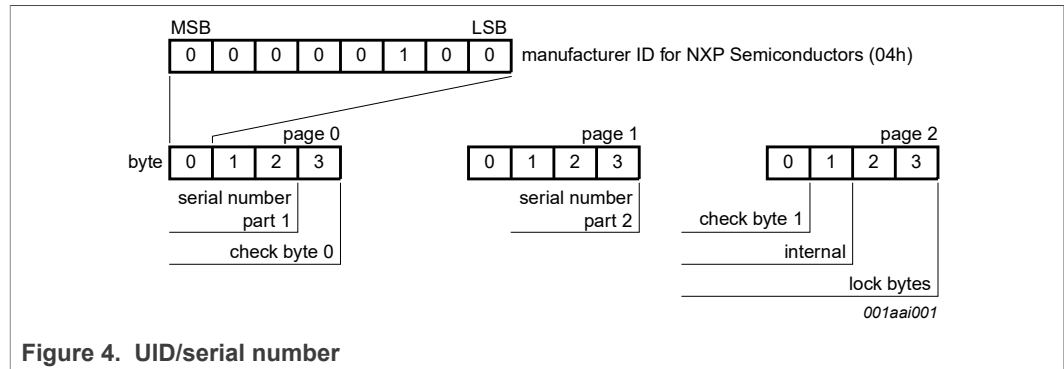 MSB LSB
0 0 0 0 0 1 0 0 manufacturer ID for NXP Semiconductors (04h)
page 0 page 1 page 2
byte 0 1 2 3 0 1 2 3 0 1 2 3
serial number
part 1
check byte 0
serial number
part 2
check byte 1
internal
lock bytes
001aai001
Figure 4. UID/serial number